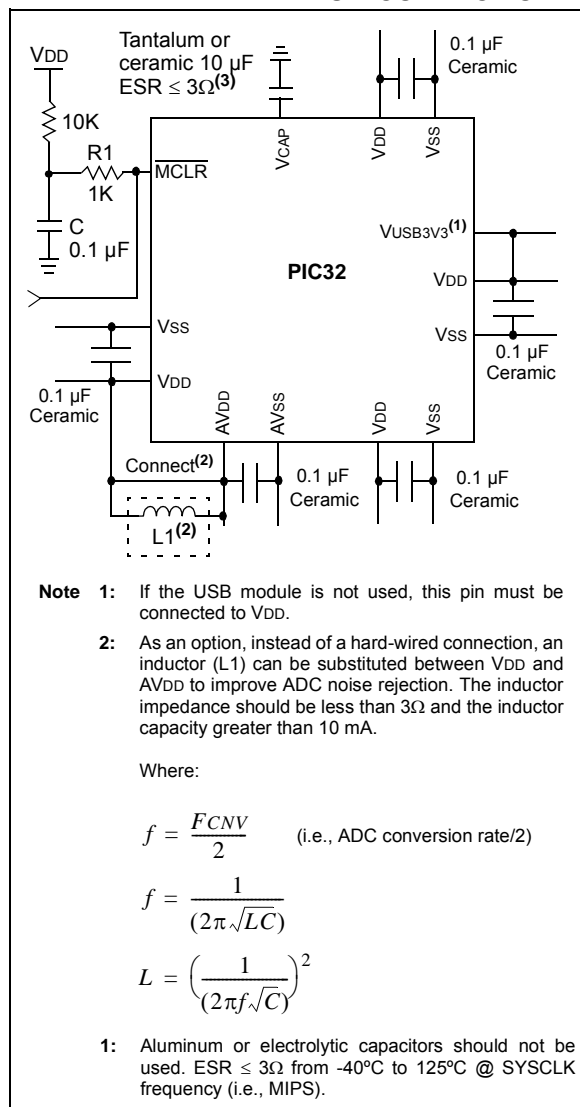 VDD
Tantalum or
ceramic 10 µF
ESR ≤ 3Ω(3)
0.1 µF
Ceramic
10K
R1
1K
MCLR
VCAP
VDD
VSS
C
0.1 µF
VUSB3V3(1)
PIC32
VDD
VSS
VSS
VDD
0.1 µF
Ceramic
0.1 µF
Ceramic
AVDD
AVSS
VDD
VSS
Connect(2)
0.1 µF
Ceramic
0.1 µF
Ceramic
L1(2)
Note 1: If the USB module is not used, this pin must be
connected to VDD.
2: As an option, instead of a hard-wired connection, an
inductor (L1) can be substituted between VDD and
AVDD to improve ADC noise rejection. The inductor
impedance should be less than 3Ω and the inductor
capacity greater than 10 mA.
Where:
f = FCNV / 2 (i.e., ADC conversion rate/2)
f = 1 / (2π√LC)
L = (1 / (2πf√C))²
1: Aluminum or electrolytic capacitors should not be
used. ESR ≤ 3Ω from -40ºC to 125ºC @ SYSCLK
frequency (i.e., MIPS).